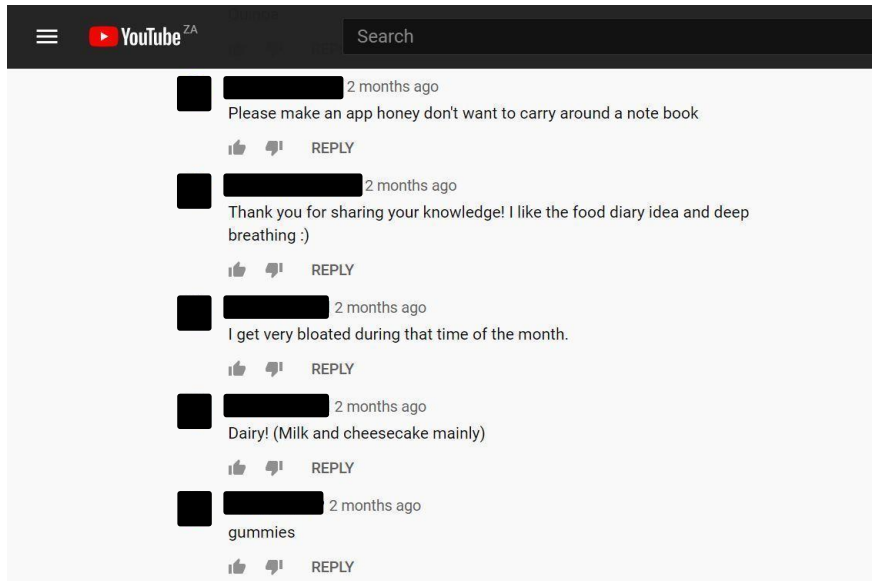 YouTube ZA
Search
2 months ago
Please make an app honey don't want to carry around a note book
REPLY
2 months ago
Thank you for sharing your knowledge! I like the food diary idea and deep
breathing :)
REPLY
2 months ago
I get very bloated during that time of the month.
REPLY
2 months ago
Dairy! (Milk and cheesecake mainly)
REPLY
2 months ago
gummies
REPLY